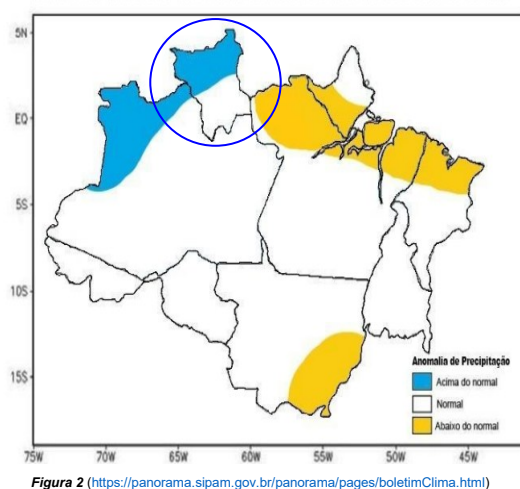 5N
EQ
5S
10S
15S
75W
70W
65W
60W
55W
50W
45W
Anomalia de Precipitação
Acima do normal
Normal
Abaixo do normal
Figura 2 (https://panorama.sipam.gov.br/panorama/pages/boletimClima.html)